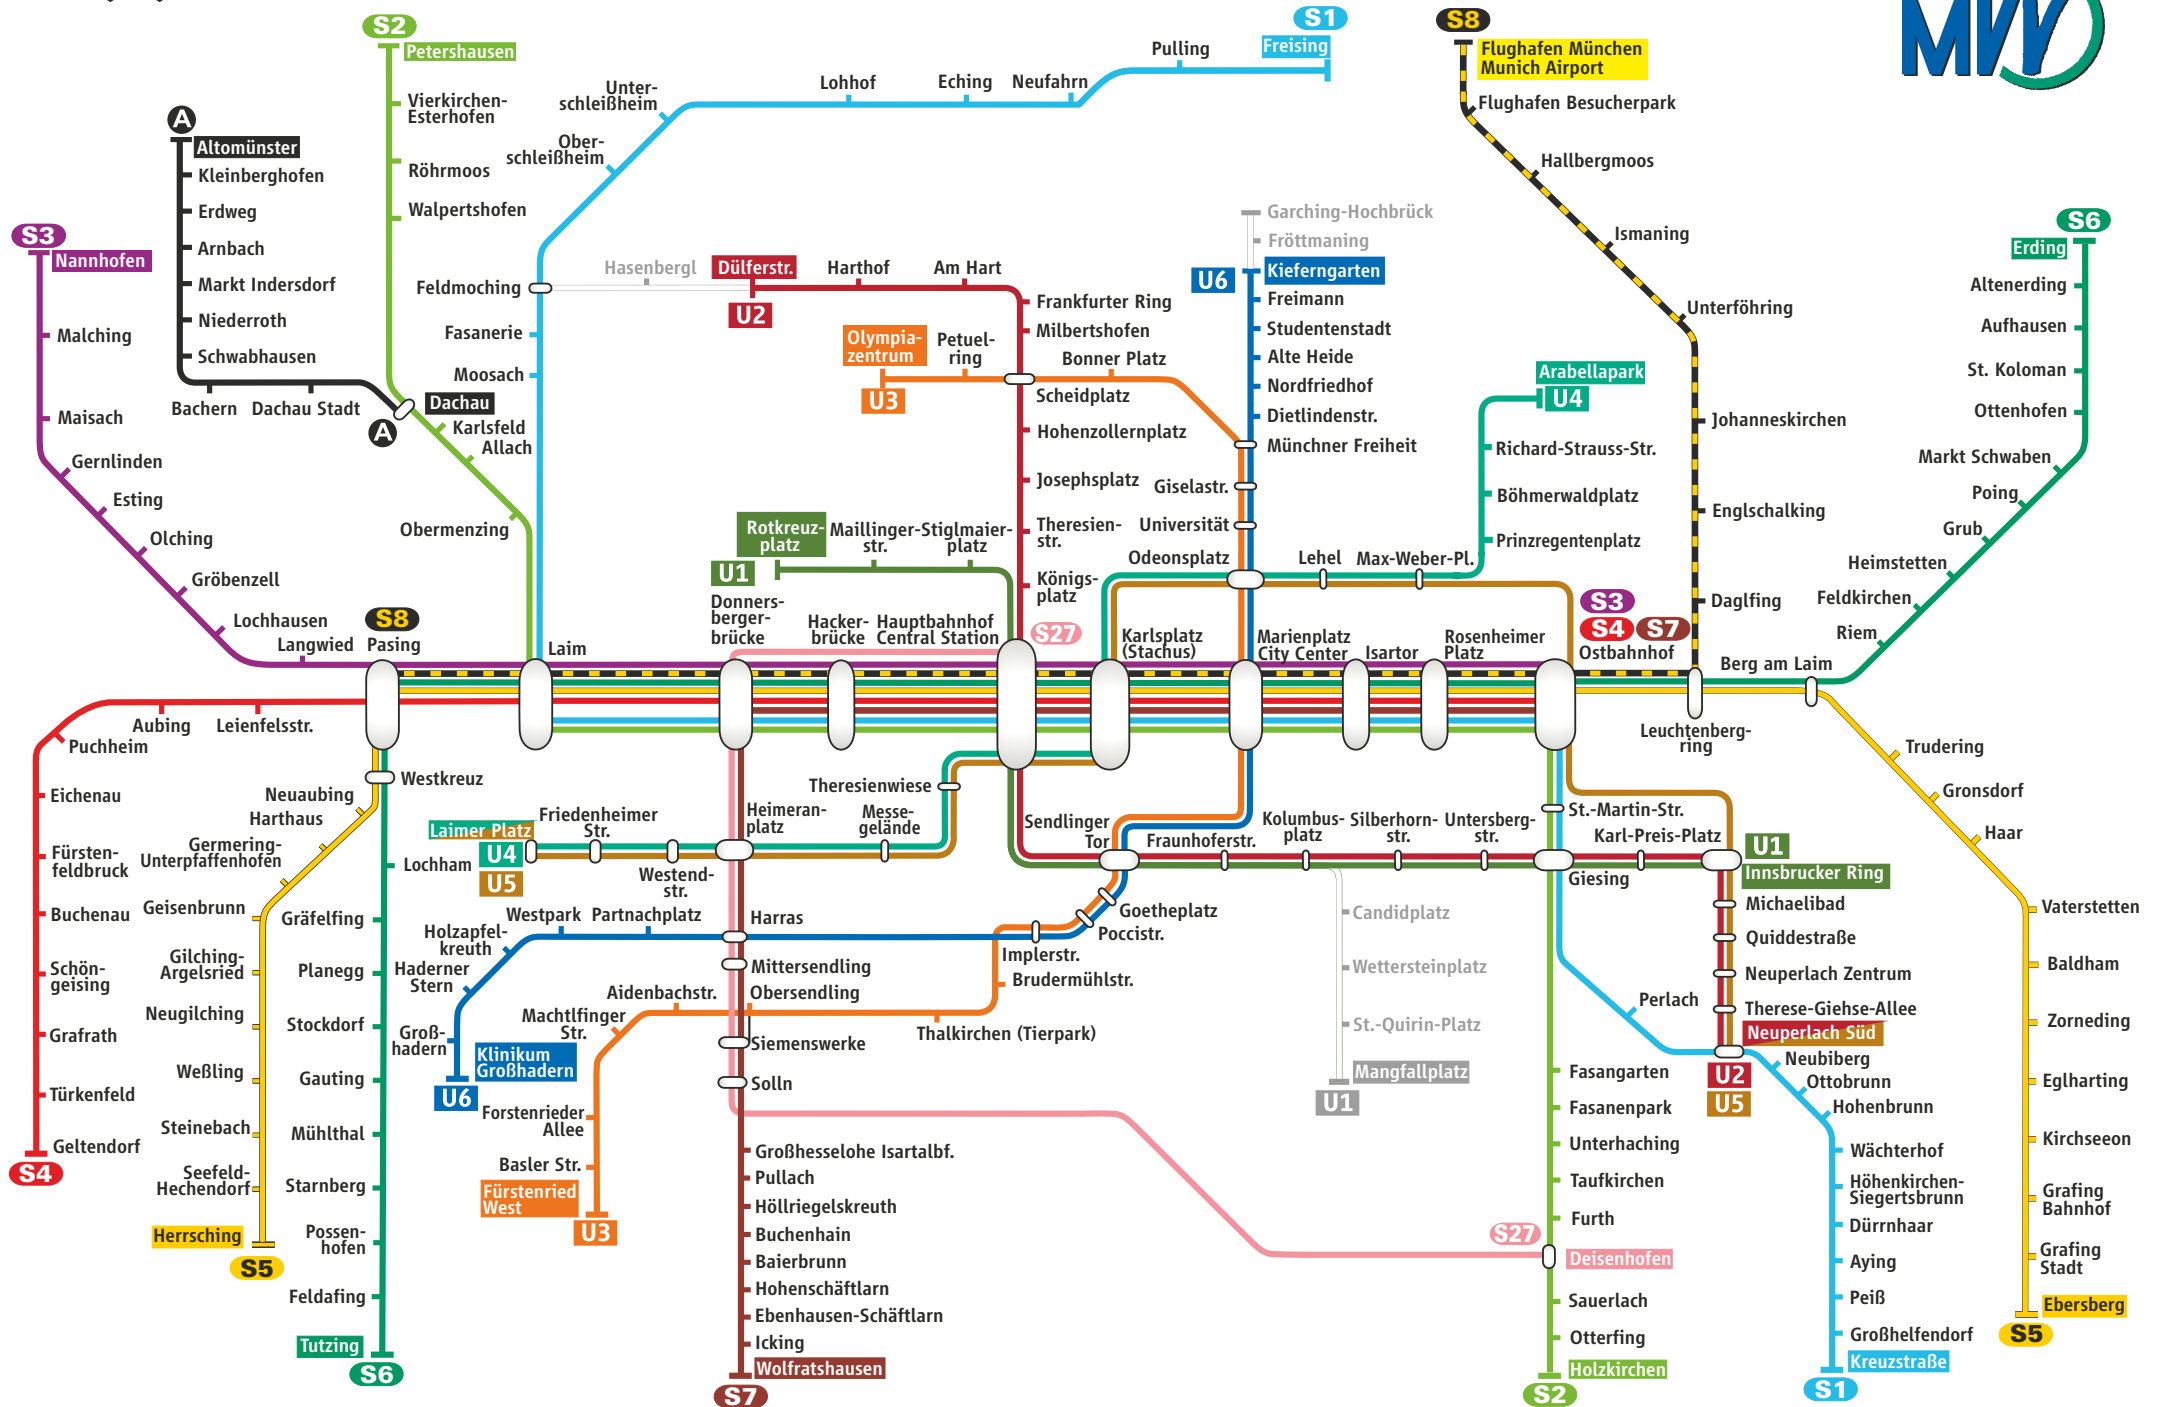 S2
Petershausen
Vierkirchen-
Esterhofen
Röhrmoos
Walpertshofen
S1
Freising
Pulling
Neufahrn
Eching
Lohhof
Unter-
schleißheim
Ober-
schleißheim
Feldmoching
Fasanerie
Moosach
S8
Flughafen München
Munich Airport
Flughafen Besucherpark
Hallbergmoos
Ismaning
Unterföhring
Johanneskirchen
Englschalking
Daglfing
MVV
A
Altomünster
Kleinberghofen
Erdweg
Arnbach
Markt Indersdorf
Niederroth
Schwabhausen
Bachern
Dachau Stadt
Dachau
A
Karlsfeld
Allach
Obermenzing
S3
Nannhofen
Malching
Maisach
Gernlinden
Esting
Olching
Gröbenzell
Lochhausen
Langwied
S8
Pasing
Laim
Hasenbergl
Dülferstr.
U2
Harthof
Am Hart
Frankfurter Ring
Milbertshofen
Olympia-
zentrum
U3
Petuel-
ring
Bonner Platz
Scheidplatz
Hohenzollernplatz
Josephsplatz
Theresien-
str.
Königs-
platz
Garching-Hochbrück
Fröttmaning
U6
Kieferngarten
Freimann
Studentenstadt
Alte Heide
Nordfriedhof
Dietlindenstr.
Münchner Freiheit
Giselastr.
Universität
Odeonsplatz
Lehel
Max-Weber-Pl.
Arabellapark
U4
Richard-Strauss-Str.
Böhmerwaldplatz
Prinzregentenplatz
S6
Erding
Altenerding
Aufhausen
St. Koloman
Ottenhofen
Markt Schwaben
Poing
Grub
Heimstetten
Feldkirchen
Riem
Berg am Laim
Rotkreuz-
platz
U1
Maillinger-
str.
Stiglmaier-
platz
Donners-
berger-
brücke
Hacker-
brücke
Hauptbahnhof
Central Station
S27
Karlsplatz
(Stachus)
Marienplatz
City Center
Isartor
Rosenheimer
Platz
S3
S4
S7
Ostbahnhof
Leuchtenberg-
ring
Aubing
Leienfelsstr.
Puchheim
Eichenau
Fürsten-
feldbruck
Buchenau
Schön-
geising
Grafrath
Türkenfeld
Geltendorf
S4
Westkreuz
Neuaubing
Harthaus
Germering-
Unterpfaffenhofen
Geisenbrunn
Gilching-
Argelsried
Neugilching
Weßling
Steinebach
Seefeld-
Hechendorf
Herrsching
S5
Lochham
Gräfelfing
Planegg
Stockdorf
Gauting
Mühlthal
Starnberg
Possen-
hofen
Feldafing
Tutzing
S6
Laimer Platz
U4
U5
Friedenheimer
Str.
Westend-
str.
Heimeran-
platz
Messe-
gelände
Theresienwiese
Westpark
Partnachplatz
Holzapfel-
kreuth
Haderner
Stern
Groß-
hadern
Klinikum
Großhadern
U6
Harras
Mittersendling
Obersendling
Siemenswerke
Solln
Aidenbachstr.
Machtlfinger
Str.
Forstenrieder
Allee
Basler Str.
Fürstenried
West
U3
Thalkirchen (Tierpark)
Brudermühlstr.
Implerstr.
Poccistr.
Goetheplatz
Sendlinger
Tor
Fraunhoferstr.
Kolumbus-
platz
Silberhorn-
str.
Untersberg-
str.
Giesing
St.-Martin-Str.
Karl-Preis-Platz
U1
Innsbrucker Ring
Michaelibad
Quiddestraße
Neuperlach Zentrum
Therese-Giehse-Allee
Neuperlach Süd
U2
U5
Candidplatz
Wettersteinplatz
St.-Quirin-Platz
Mangfallplatz
U1
Großhesselohe Isartalbf.
Pullach
Höllriegelskreuth
Buchenhain
Baierbrunn
Hohenschäftlarn
Ebenhausen-Schäftlarn
Icking
Wolfratshausen
S7
Fasangarten
Fasanenpark
Unterhaching
Taufkirchen
Furth
S27
Deisenhofen
Sauerlach
Otterfing
Holzkirchen
S2
Perlach
Neubiberg
Ottobrunn
Hohenbrunn
Wächterhof
Höhenkirchen-
Siegertsbrunn
Dürrnhaar
Aying
Peiß
Großhelfendorf
Kreuzstraße
S1
Trudering
Gronsdorf
Haar
Vaterstetten
Baldham
Zorneding
Eglharting
Kirchseeon
Grafing
Bahnhof
Grafing
Stadt
Ebersberg
S5